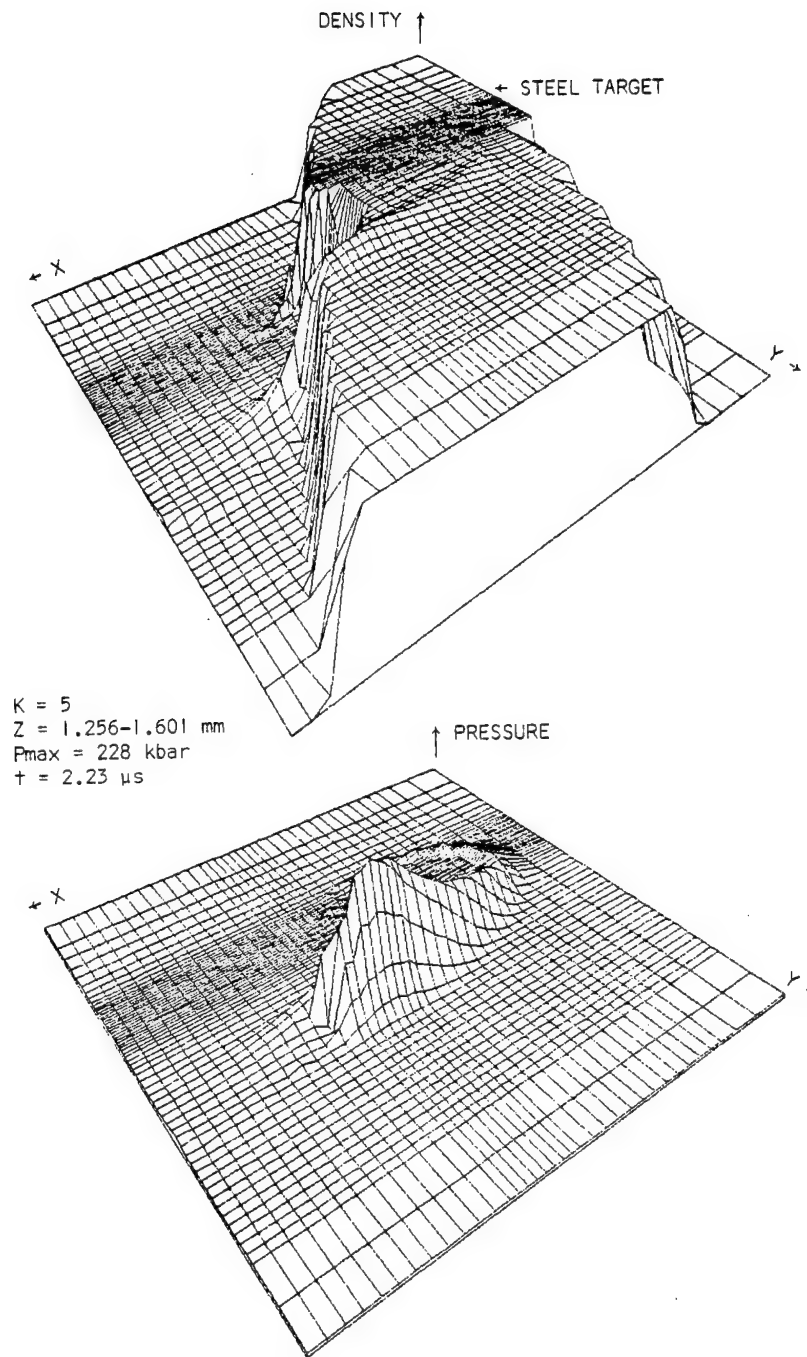 DENSITY ↑
← STEEL TARGET
← X
Y →
K = 5
Z = 1.256-1.601 mm
Pmax = 228 kbar
t = 2.23 µs
↑ PRESSURE
← X
Y